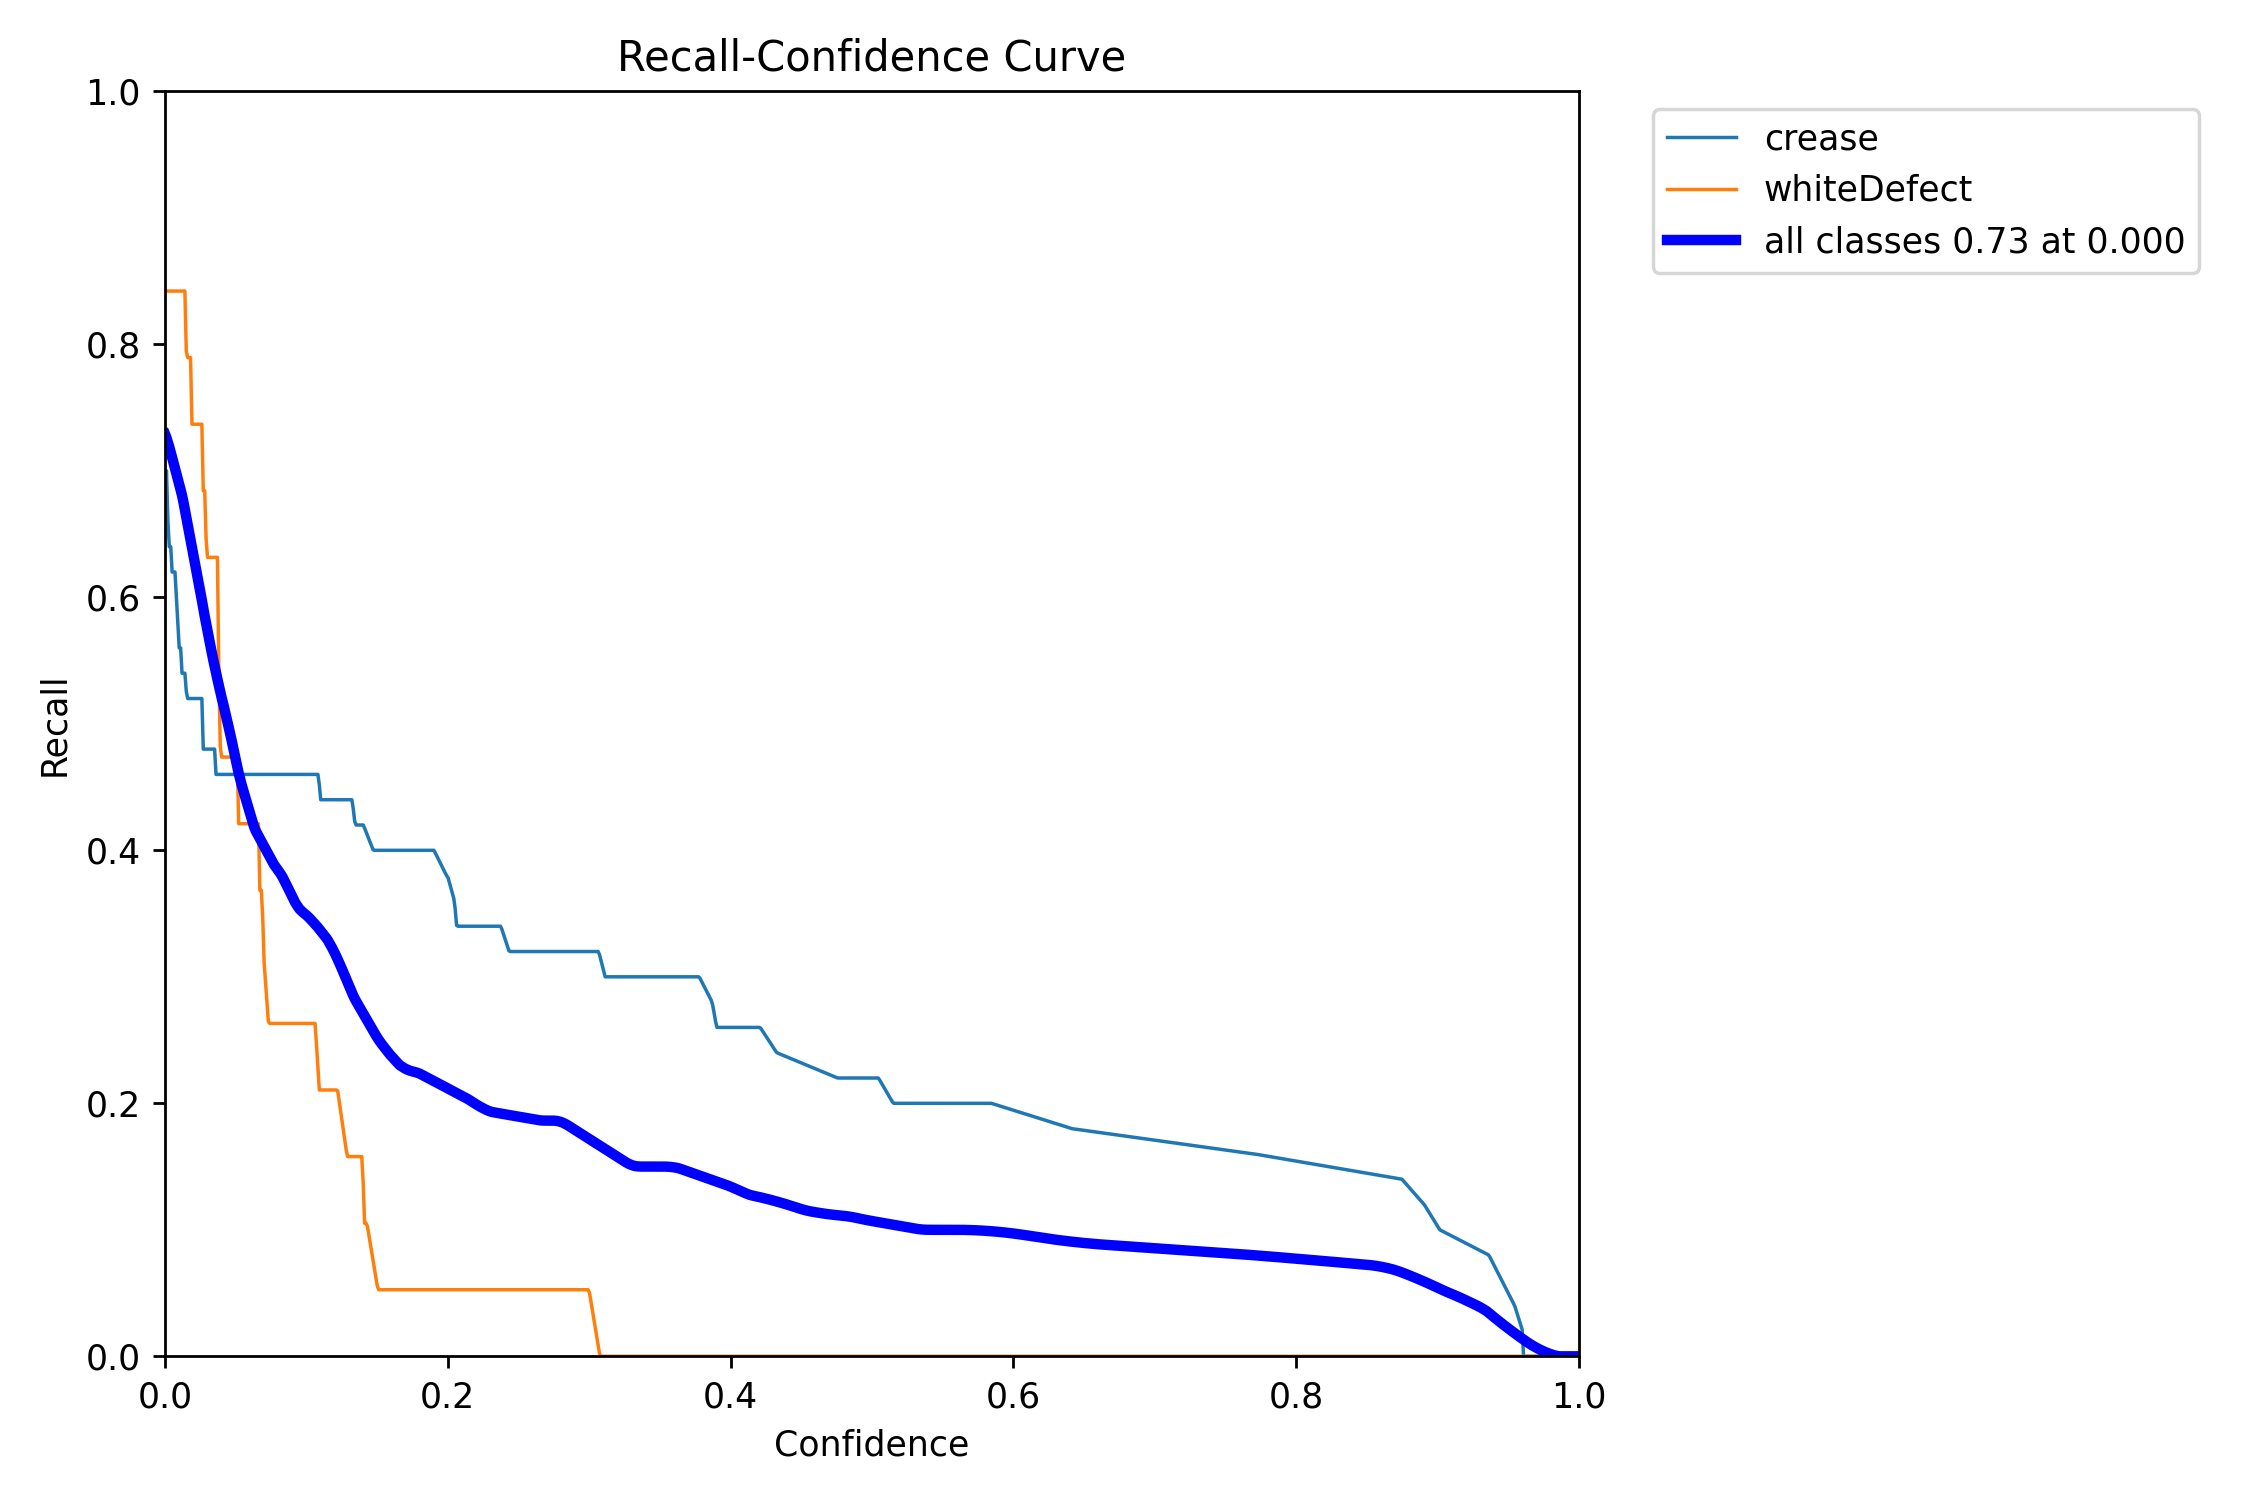 Recall-Confidence Curve
1.0
0.8
0.6
0.4
0.2
0.0
Recall
0.0 0.2 0.4 0.6 0.8 1.0
Confidence
crease
whiteDefect
all classes 0.73 at 0.000